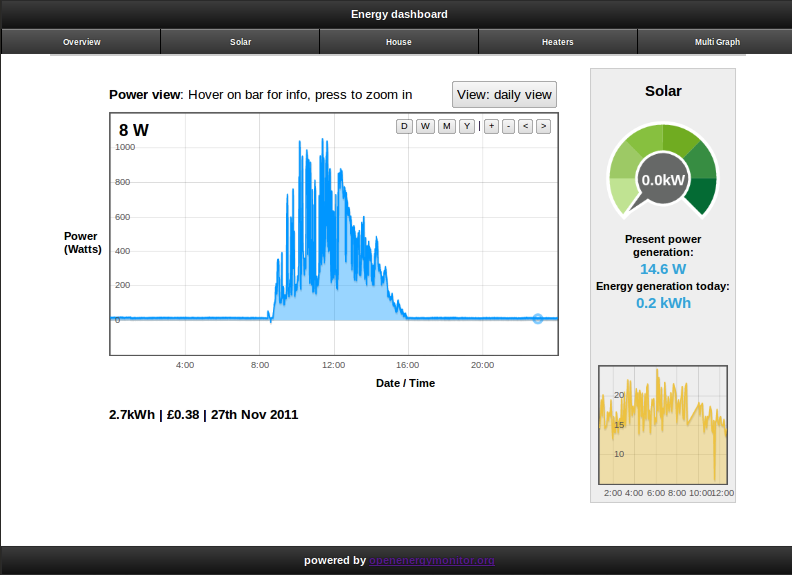 Energy dashboard
Overview
Solar
House
Heaters
Multi Graph
Power view: Hover on bar for info, press to zoom in
View: daily view
8 W
D W M Y | + - < >
1000
800
600
400
200
0
Power
(Watts)
4:00 8:00 12:00 16:00 20:00
Date / Time
2.7kWh | £0.38 | 27th Nov 2011
Solar
0.0kW
Present power
generation:
14.6 W
Energy generation today:
0.2 kWh
20
15
10
2:00 4:00 6:00 8:00 10:00 12:00
powered by openenergymonitor.org